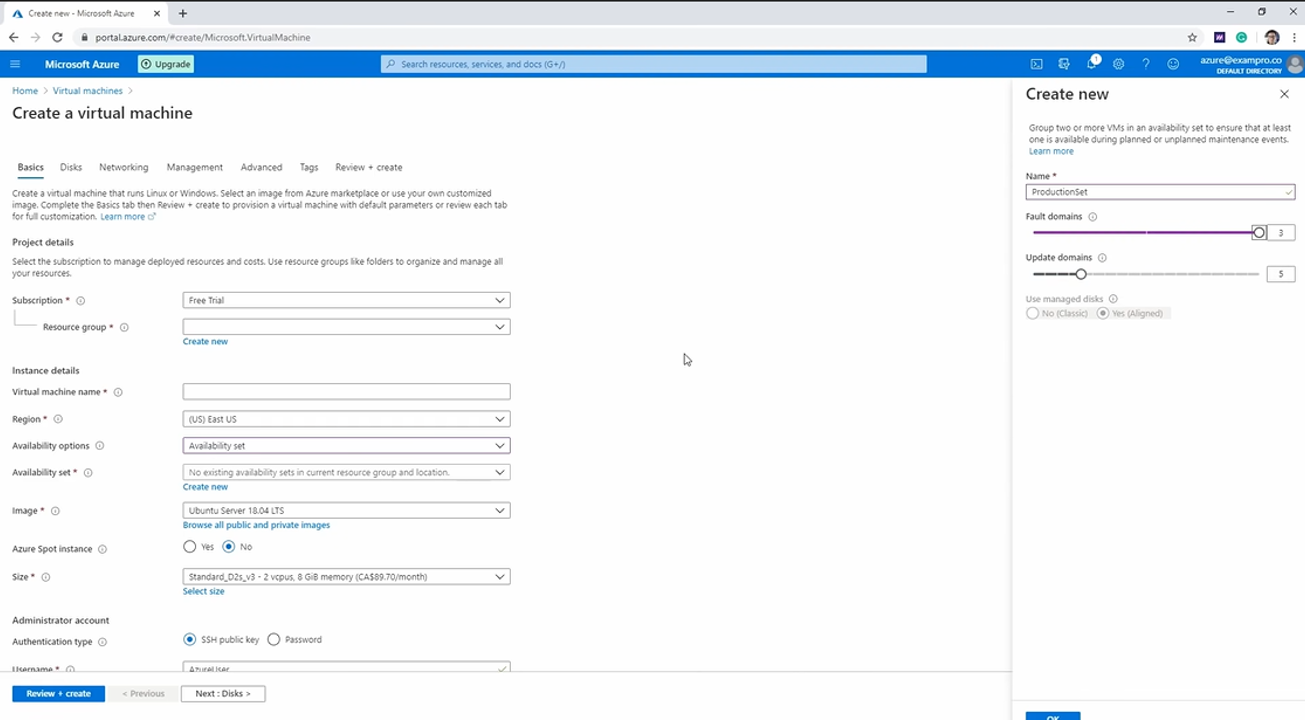 Create new - Microsoft Azure
portal.azure.com/#create/Microsoft.VirtualMachine
Microsoft Azure
Upgrade
Search resources, services, and docs (G+/)
1
azure@exampro.co
DEFAULT DIRECTORY
Home > Virtual machines >
Create a virtual machine
Basics
Disks
Networking
Management
Advanced
Tags
Review + create
Create a virtual machine that runs Linux or Windows. Select an image from Azure marketplace or use your own customized
image. Complete the Basics tab then Review + create to provision a virtual machine with default parameters or review each tab
for full customization. Learn more
Project details
Select the subscription to manage deployed resources and costs. Use resource groups like folders to organize and manage all
your resources.
Subscription *
Free Trial
Resource group *
Create new
Instance details
Virtual machine name *
Region *
(US) East US
Availability options
Availability set
Availability set *
No existing availability sets in current resource group and location.
Create new
Image *
Ubuntu Server 18.04 LTS
Browse all public and private images
Azure Spot instance
Yes
No
Size *
Standard_D2s_v3 - 2 vcpus, 8 GiB memory (CA$89.70/month)
Select size
Administrator account
Authentication type
SSH public key
Password
Username *
AzureUser
Review + create
< Previous
Next : Disks >
Create new
Group two or more VMs in an availability set to ensure that at least
one is available during planned or unplanned maintenance events.
Learn more
Name *
ProductionSet
Fault domains
3
Update domains
5
Use managed disks
No (Classic)
Yes (Aligned)
OK